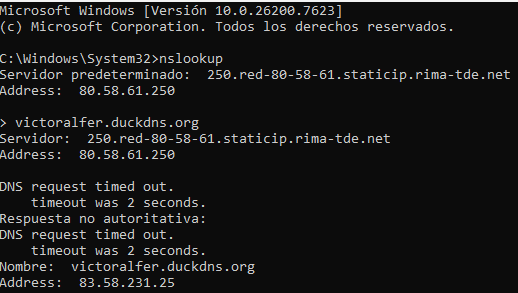 Microsoft Windows [Versión 10.0.26200.7623]
(c) Microsoft Corporation. Todos los derechos reservados.
C:\Windows\System32>nslookup
Servidor predeterminado:  250.red-80-58-61.staticip.rima-tde.net
Address:  80.58.61.250
> victoralfer.duckdns.org
Servidor:  250.red-80-58-61.staticip.rima-tde.net
Address:  80.58.61.250
DNS request timed out.
    timeout was 2 seconds.
Respuesta no autoritativa:
DNS request timed out.
    timeout was 2 seconds.
Nombre:  victoralfer.duckdns.org
Address:  83.58.231.25